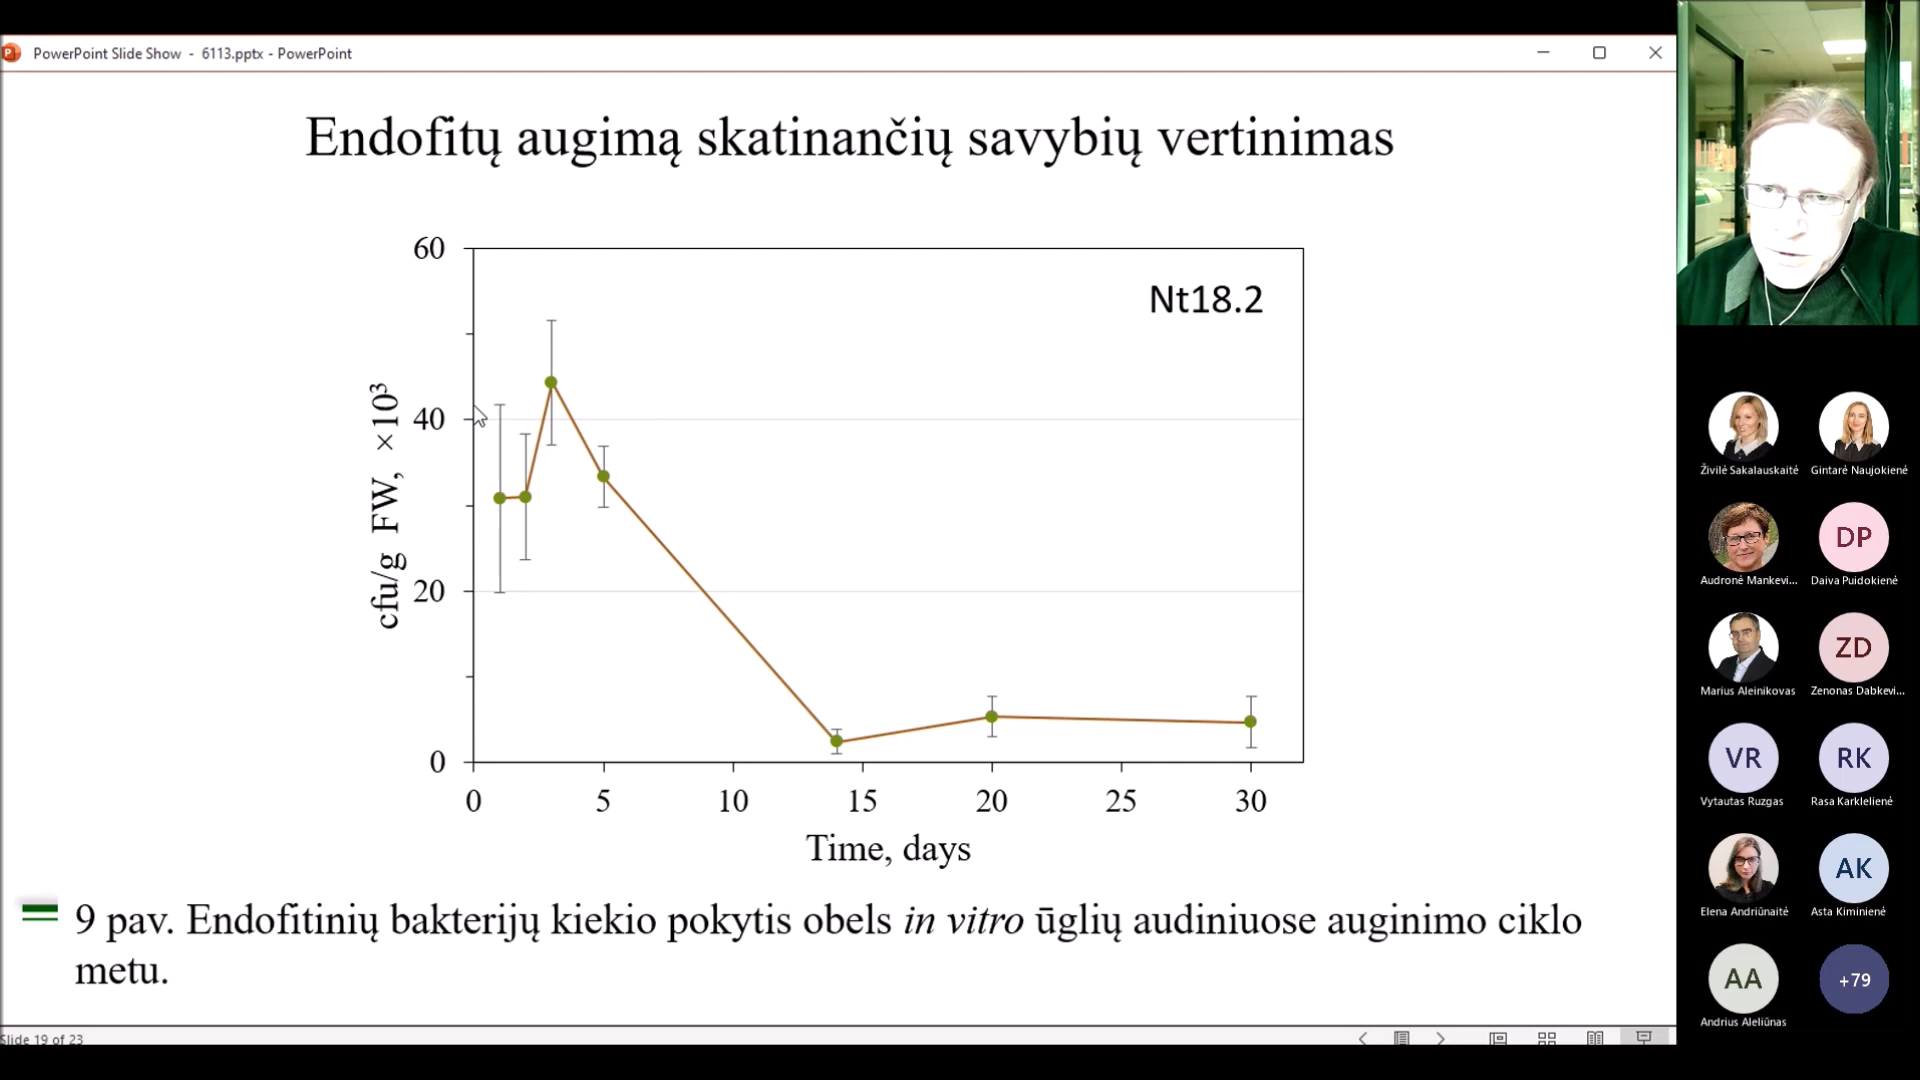 PowerPoint Slide Show - 6113.pptx - PowerPoint
Endofitų augimą skatinančių savybių vertinimas
60
40
20
0
cfu/g FW, ×10³
Nt18.2
0 5 10 15 20 25 30
Time, days
9 pav. Endofitinių bakterijų kiekio pokytis obels in vitro ūglių audiniuose auginimo ciklo
metu.
Slide 19 of 23
Živilė Sakalauskaitė
Gintarė Naujokienė
Audronė Mankevi...
DP
Daiva Puidokienė
Marius Aleinikovas
ZD
Zenonas Dabkevi...
VR
Vytautas Ruzgas
RK
Rasa Karklelienė
Elena Andriūnaitė
AK
Asta Kiminienė
AA
Andrius Aleliūnas
+79